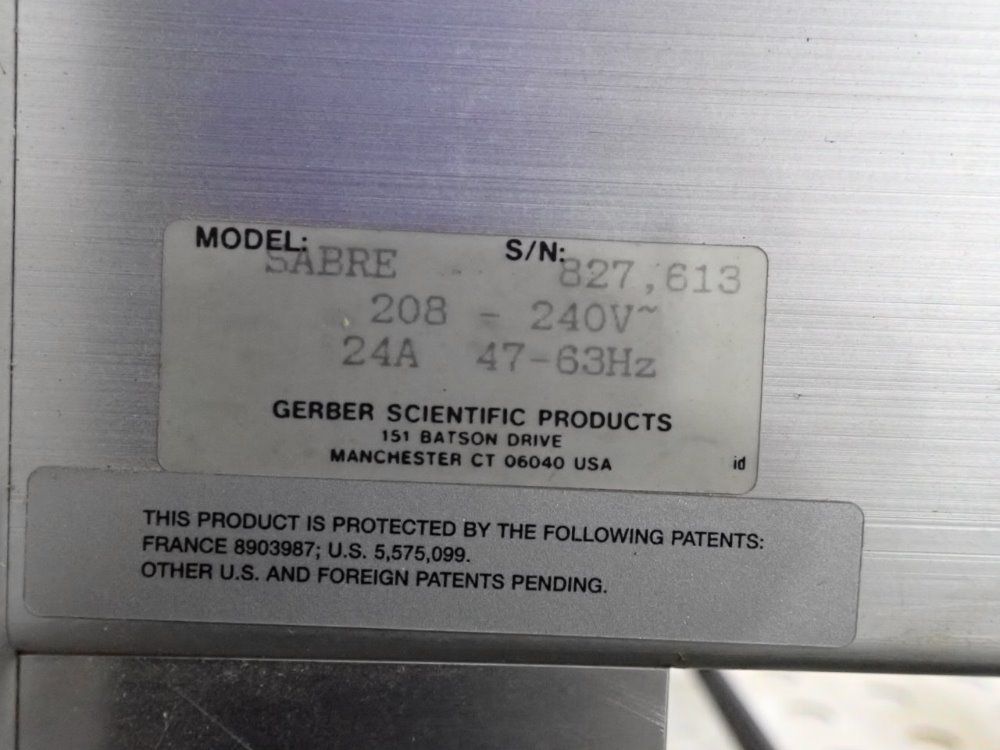 MODEL: SABRE S/N: 827,613
208 - 240V~
24A 47-63Hz
GERBER SCIENTIFIC PRODUCTS
151 BATSON DRIVE
MANCHESTER CT 06040 USA id
THIS PRODUCT IS PROTECTED BY THE FOLLOWING PATENTS:
FRANCE 8903987; U.S. 5,575,099.
OTHER U.S. AND FOREIGN PATENTS PENDING.